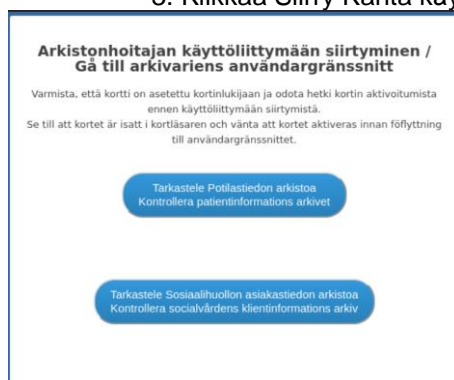 Arkistonhoitajan käyttöliittymään siirtyminen /
Gå till arkivariens användargränssnitt
Varmista, että kortti on asetettu kortinlukijaan ja odota hetki kortin aktivoitumista
ennen käyttöliittymään siirtymistä.
Se till att kortet är isatt i kortläsaren och vänta att kortet aktiveras innan föflyttning
till användargränssnittet.
Tarkastele Potilastiedon arkistoa
Kontrollera patientinformations arkivet
Tarkastele Sosiaalihuollon asiakastiedon arkistoa
Kontrollera socialvårdens klientinformations arkiv